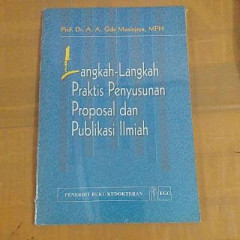 Prof. Dr. A. A. Gde Muninjaya, MPH
Langkah-Langkah
Praktis Penyusunan
Proposal dan
Publikasi Ilmiah
PENERBIT BUKU KEDOKTERAN EGC